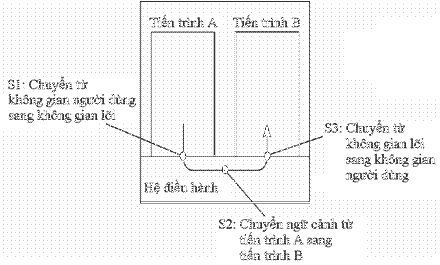 Tiến trình A
Tiến trình B
S1: Chuyển từ
không gian người dùng
sang không gian lõi
S3: Chuyển từ
không gian lõi
sang không gian
người dùng
Hệ điều hành
S2: Chuyển ngữ cảnh từ
tiến trình A sang
tiến trình B